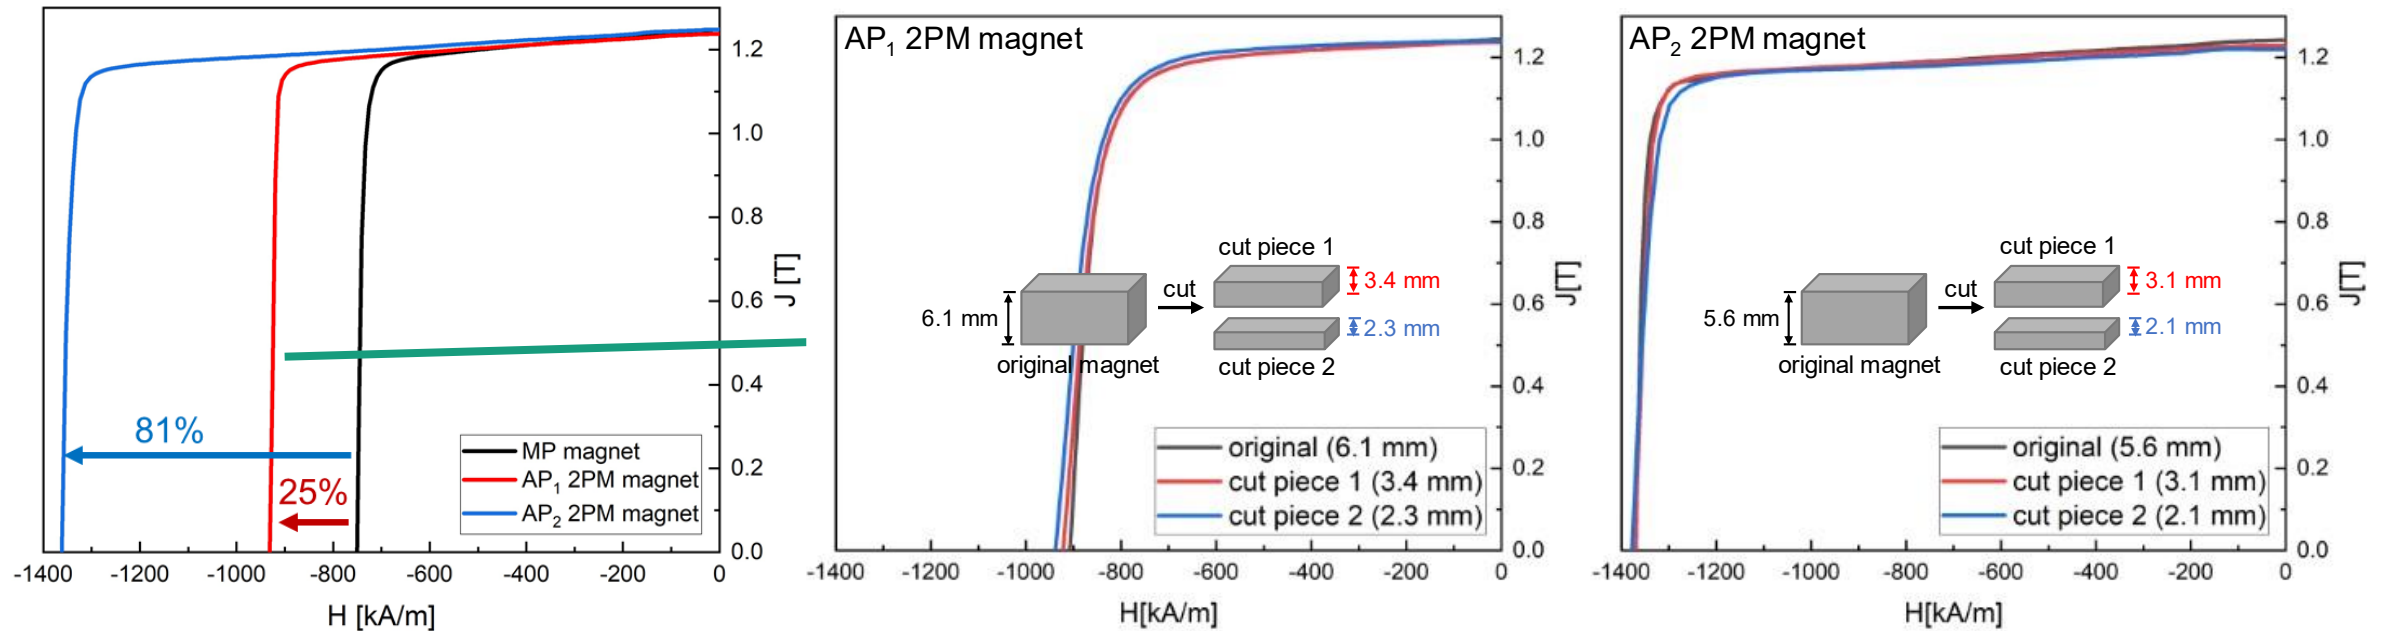 81%
25%
MP magnet
AP₁ 2PM magnet
AP₂ 2PM magnet
1.2
1.0
0.8
0.6
0.4
0.2
0.0
J [T]
-1400 -1200 -1000 -800 -600 -400 -200 0
H [kA/m]
AP₁ 2PM magnet
6.1 mm
original magnet
cut
cut piece 1
3.4 mm
2.3 mm
cut piece 2
original (6.1 mm)
cut piece 1 (3.4 mm)
cut piece 2 (2.3 mm)
1.2
1.0
0.8
0.6
0.4
0.2
0.0
J[T]
-1400 -1200 -1000 -800 -600 -400 -200 0
H[kA/m]
AP₂ 2PM magnet
5.6 mm
original magnet
cut
cut piece 1
3.1 mm
2.1 mm
cut piece 2
original (5.6 mm)
cut piece 1 (3.1 mm)
cut piece 2 (2.1 mm)
1.2
1.0
0.8
0.6
0.4
0.2
0.0
J[T]
-1400 -1200 -1000 -800 -600 -400 -200 0
H[kA/m]